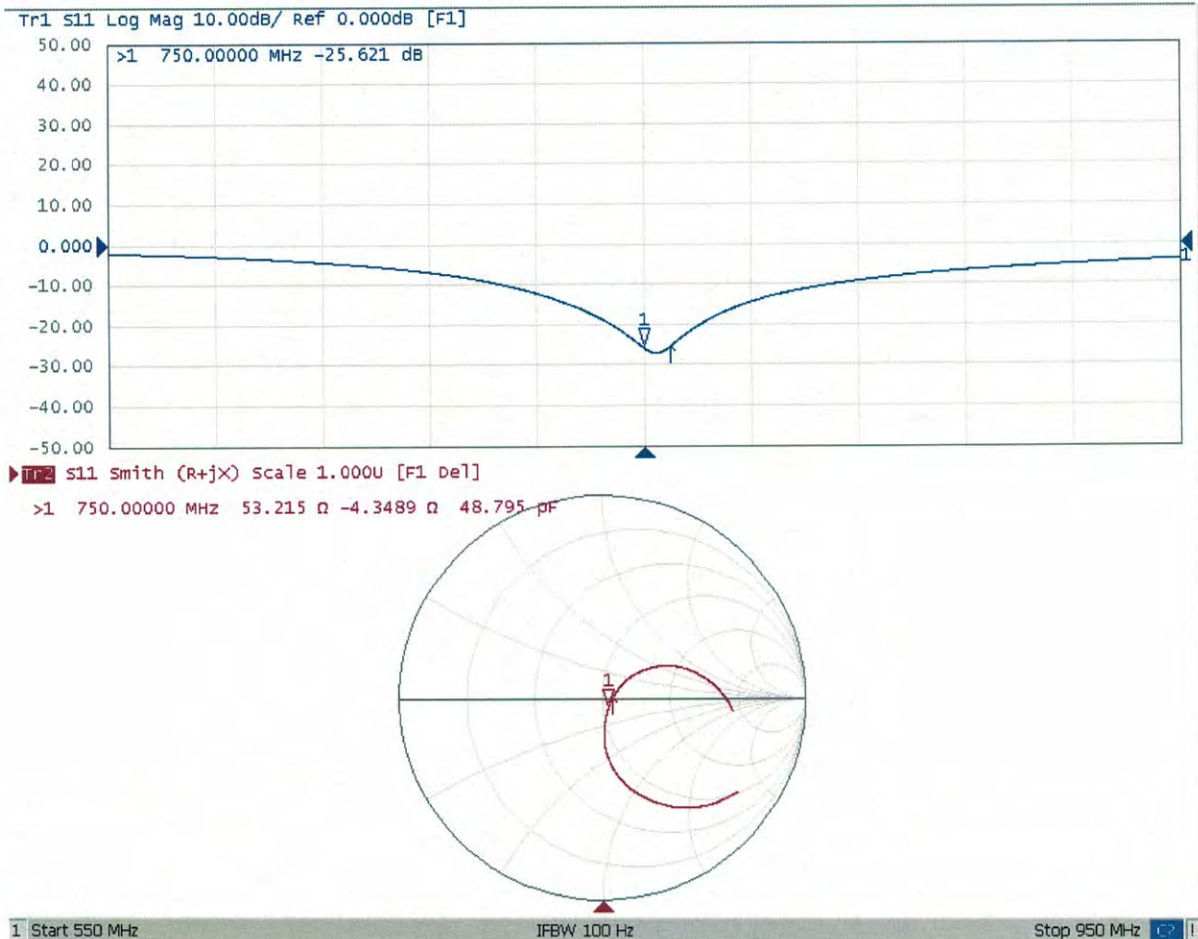 Tr1 S11 Log Mag 10.00dB/ Ref 0.000dB [F1]
50.00
>1 750.00000 MHz -25.621 dB
40.00
30.00
20.00
10.00
0.000
1
-10.00
-20.00
1
-30.00
-40.00
-50.00
Tr2 S11 Smith (R+jX) Scale 1.000U [F1 Del]
>1 750.00000 MHz 53.215 Ω -4.3489 Ω 48.795 pF
1
1 Start 550 MHz IFBW 100 Hz Stop 950 MHz C? !